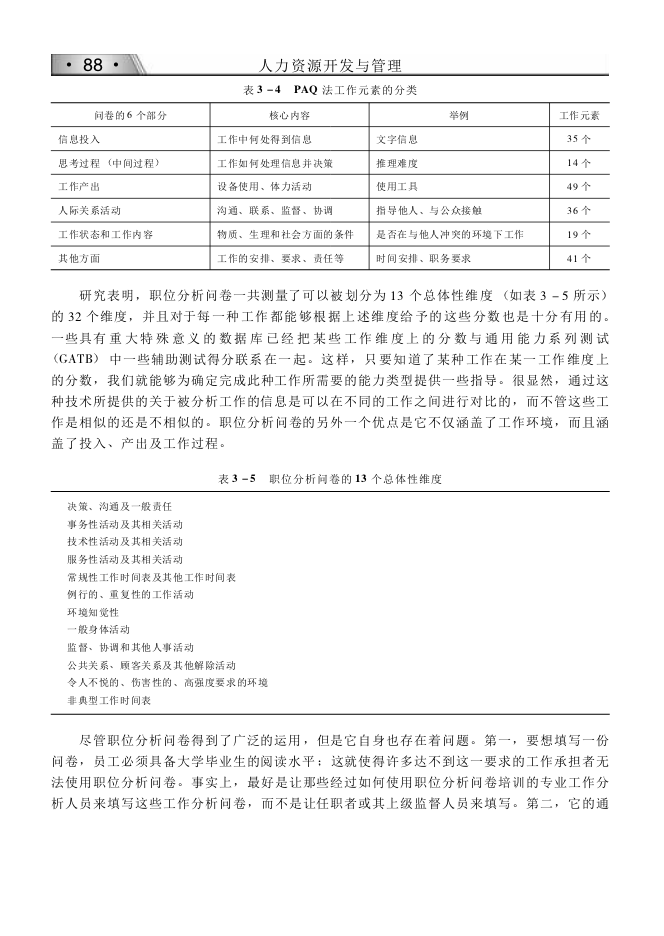 · 88 · 人力资源开发与管理
表 3 -4 PAQ 法工作元素的分类
问卷的 6 个部分 核心内容 举例 工作元素
信息投入 工作中何处得到信息 文字信息 35 个
思考过程（中间过程） 工作如何处理信息并决策 推理难度 14 个
工作产出 设备使用、体力活动 使用工具 49 个
人际关系活动 沟通、联系、监督、协调 指导他人、与公众接触 36 个
工作状态和工作内容 物质、生理和社会方面的条件 是否在与他人冲突的环境下工作 19 个
其他方面 工作的安排、要求、责任等 时间安排、职务要求 41 个
研究表明，职位分析问卷一共测量了可以被划分为 13 个总体性维度（如表 3 -5 所示）
的 32 个维度，并且对于每一种工作都能够根据上述维度给予的这些分数也是十分有用的。
一些具有重大特殊意义的数据库已经把某些工作维度上的分数与通用能力系列测试
（GATB）中一些辅助测试得分联系在一起。这样，只要知道了某种工作在某一工作维度上
的分数，我们就能够为确定完成此种工作所需要的能力类型提供一些指导。很显然，通过这
种技术所提供的关于被分析工作的信息是可以在不同的工作之间进行对比的，而不管这些工
作是相似的还是不相似的。职位分析问卷的另外一个优点是它不仅涵盖了工作环境，而且涵
盖了投入、产出及工作过程。
表 3 -5 职位分析问卷的 13 个总体性维度
决策、沟通及一般责任
事务性活动及其相关活动
技术性活动及其相关活动
服务性活动及其相关活动
常规性工作时间表及其他工作时间表
例行的、重复性的工作活动
环境知觉性
一般身体活动
监督、协调和其他人事活动
公共关系、顾客关系及其他解除活动
令人不悦的、伤害性的、高强度要求的环境
非典型工作时间表
尽管职位分析问卷得到了广泛的运用，但是它自身也存在着问题。第一，要想填写一份
问卷，员工必须具备大学毕业生的阅读水平；这就使得许多达不到这一要求的工作承担者无
法使用职位分析问卷。事实上，最好是让那些经过如何使用职位分析问卷培训的专业工作分
析人员来填写这些工作分析问卷，而不是让任职者或其上级监督人员来填写。第二，它的通